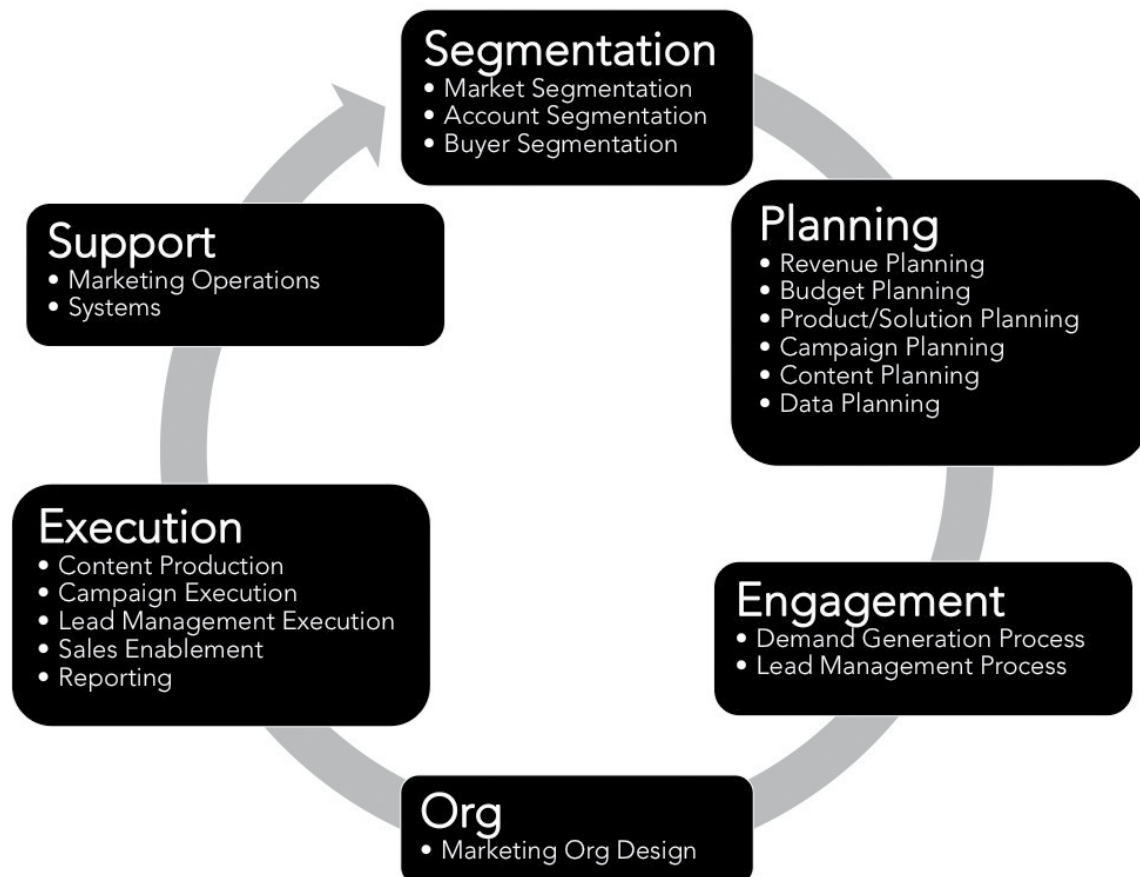 Segmentation
• Market Segmentation
• Account Segmentation
• Buyer Segmentation
Planning
• Revenue Planning
• Budget Planning
• Product/Solution Planning
• Campaign Planning
• Content Planning
• Data Planning
Engagement
• Demand Generation Process
• Lead Management Process
Org
• Marketing Org Design
Execution
• Content Production
• Campaign Execution
• Lead Management Execution
• Sales Enablement
• Reporting
Support
• Marketing Operations
• Systems